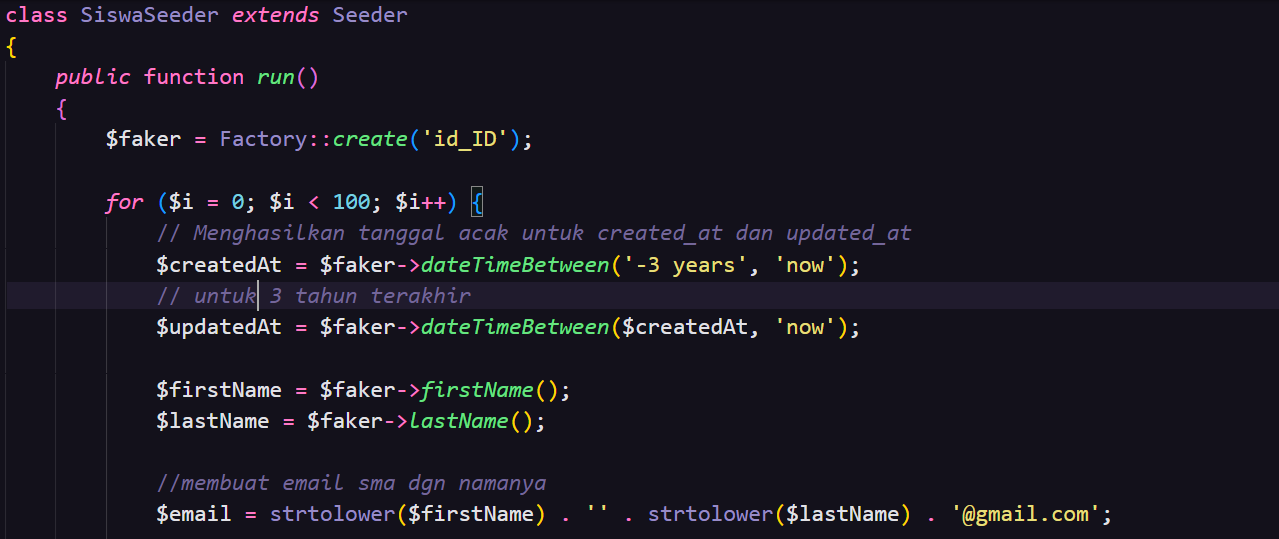 class SiswaSeeder extends Seeder
{
    public function run()
    {
        $faker = Factory::create('id_ID');
        for ($i = 0; $i < 100; $i++) {
            // Menghasilkan tanggal acak untuk created_at dan updated_at
            $createdAt = $faker->dateTimeBetween('-3 years', 'now');
            // untuk 3 tahun terakhir
            $updatedAt = $faker->dateTimeBetween($createdAt, 'now');
            $firstName = $faker->firstName();
            $lastName = $faker->lastName();
            //membuat email sma dgn namanya
            $email = strtolower($firstName) . '' . strtolower($lastName) . '@gmail.com';